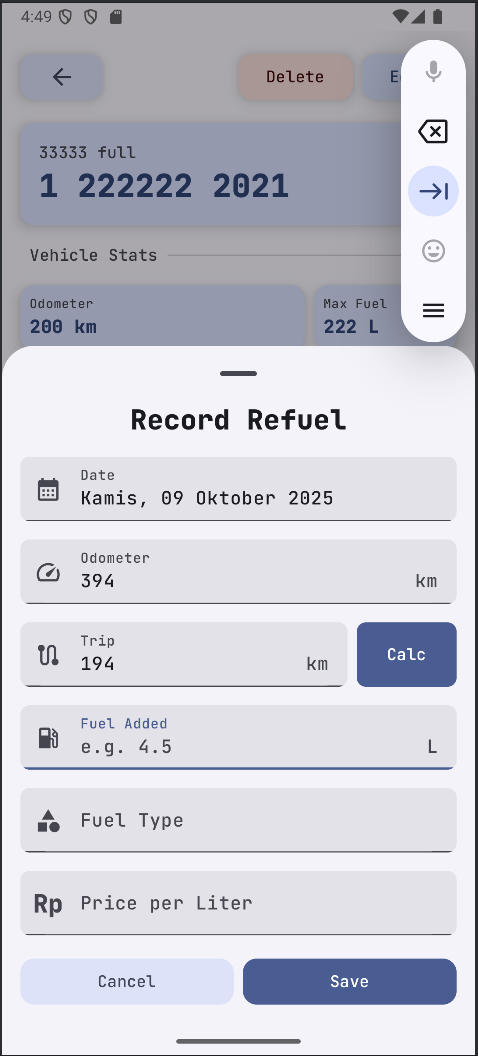 4:49
Delete
33333 full
1 222222 2021
Vehicle Stats
Odometer
200 km
Max Fuel
222 L
Record Refuel
Date
Kamis, 09 Oktober 2025
Odometer
394 km
Trip
194 km
Calc
Fuel Added
e.g. 4.5 L
Fuel Type
Rp Price per Liter
Cancel
Save